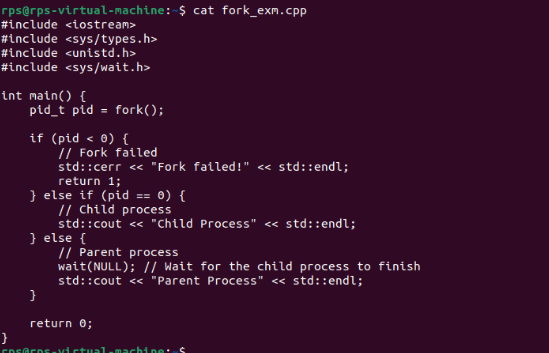 rps@rps-virtual-machine:~$ cat fork_exm.cpp
#include <iostream>
#include <sys/types.h>
#include <unistd.h>
#include <sys/wait.h>

int main() {
    pid_t pid = fork();

    if (pid < 0) {
        // Fork failed
        std::cerr << "Fork failed!" << std::endl;
        return 1;
    } else if (pid == 0) {
        // Child process
        std::cout << "Child Process" << std::endl;
    } else {
        // Parent process
        wait(NULL); // Wait for the child process to finish
        std::cout << "Parent Process" << std::endl;
    }

    return 0;
}
rps@rps-virtual-machine:~$